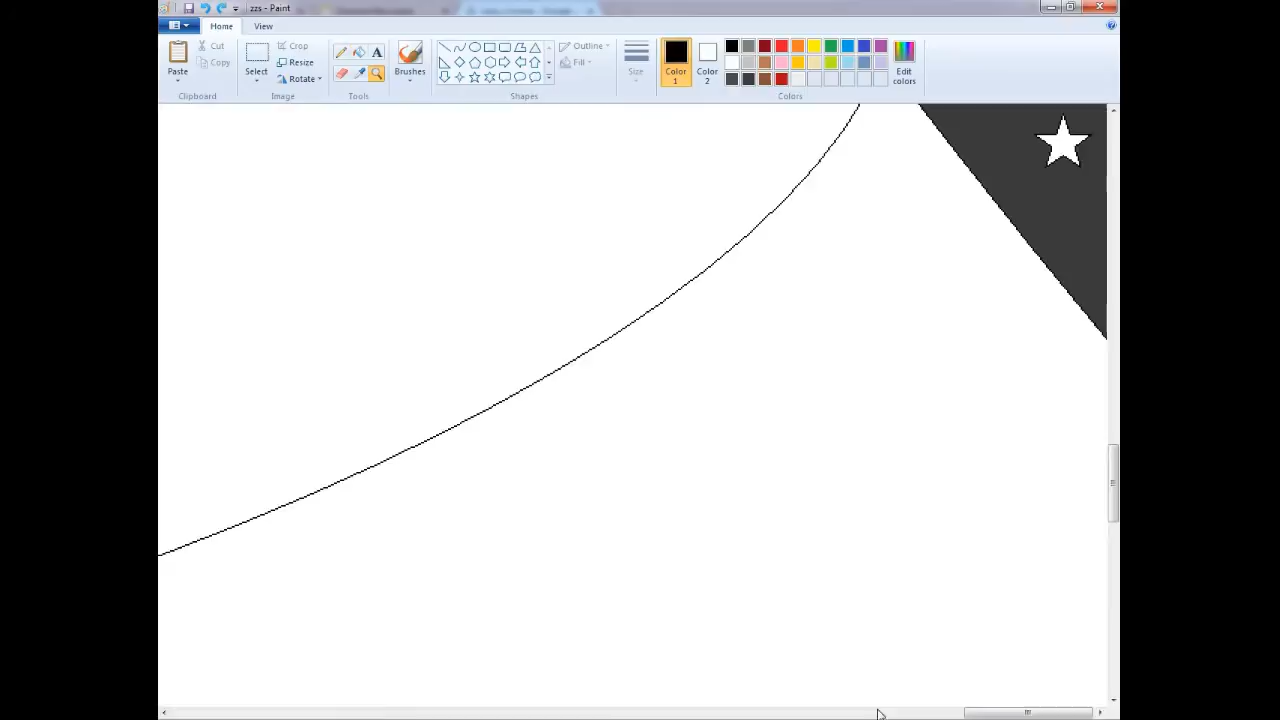 zzs - Paint
Home View
Paste
Cut
Copy
Clipboard
Select
Crop
Resize
Rotate
Image
A
Tools
Brushes
Shapes
Outline
Fill
Size
Color 1
Color 2
Edit colors
Colors